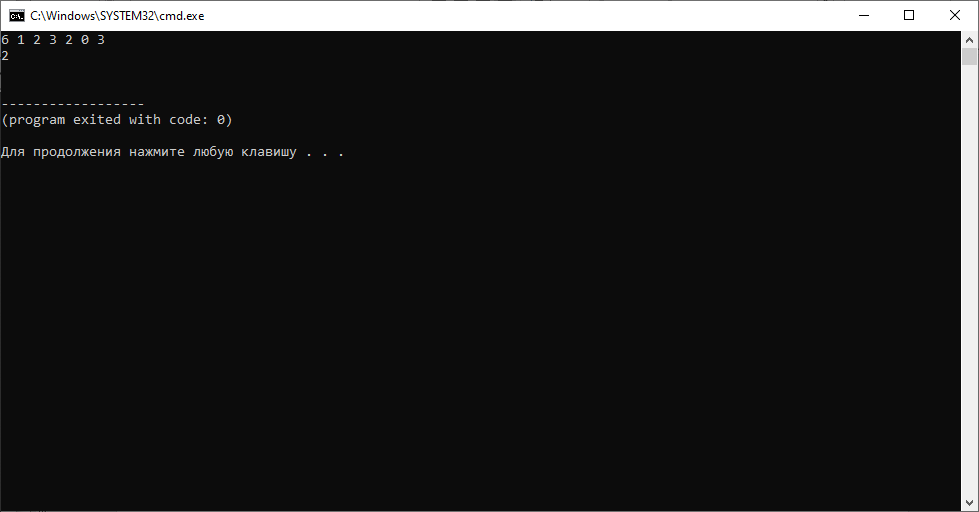 C:\Windows\SYSTEM32\cmd.exe
6 1 2 3 2 0 3
2
------------------
(program exited with code: 0)
Для продолжения нажмите любую клавишу . . .